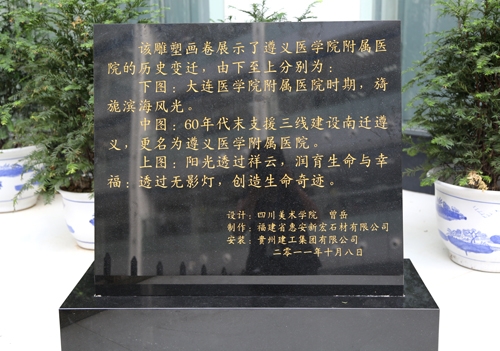 该雕塑画卷展示了遵义医学院附属医
院的历史变迁，由下至上分别为：
下图：大连医学院附属医院时期，旖
旎滨海风光。
中图：60年代末支援三线建设南迁遵
义，更名为遵义医学附属医院。
上图：阳光透过祥云，润育生命与幸
福；透过无影灯，创造生命奇迹。
设计：四川美术学院 曾岳
制作：福建省惠安新宏石材有限公司
安装：贵州建工集团有限公司
二零一一年十月八日